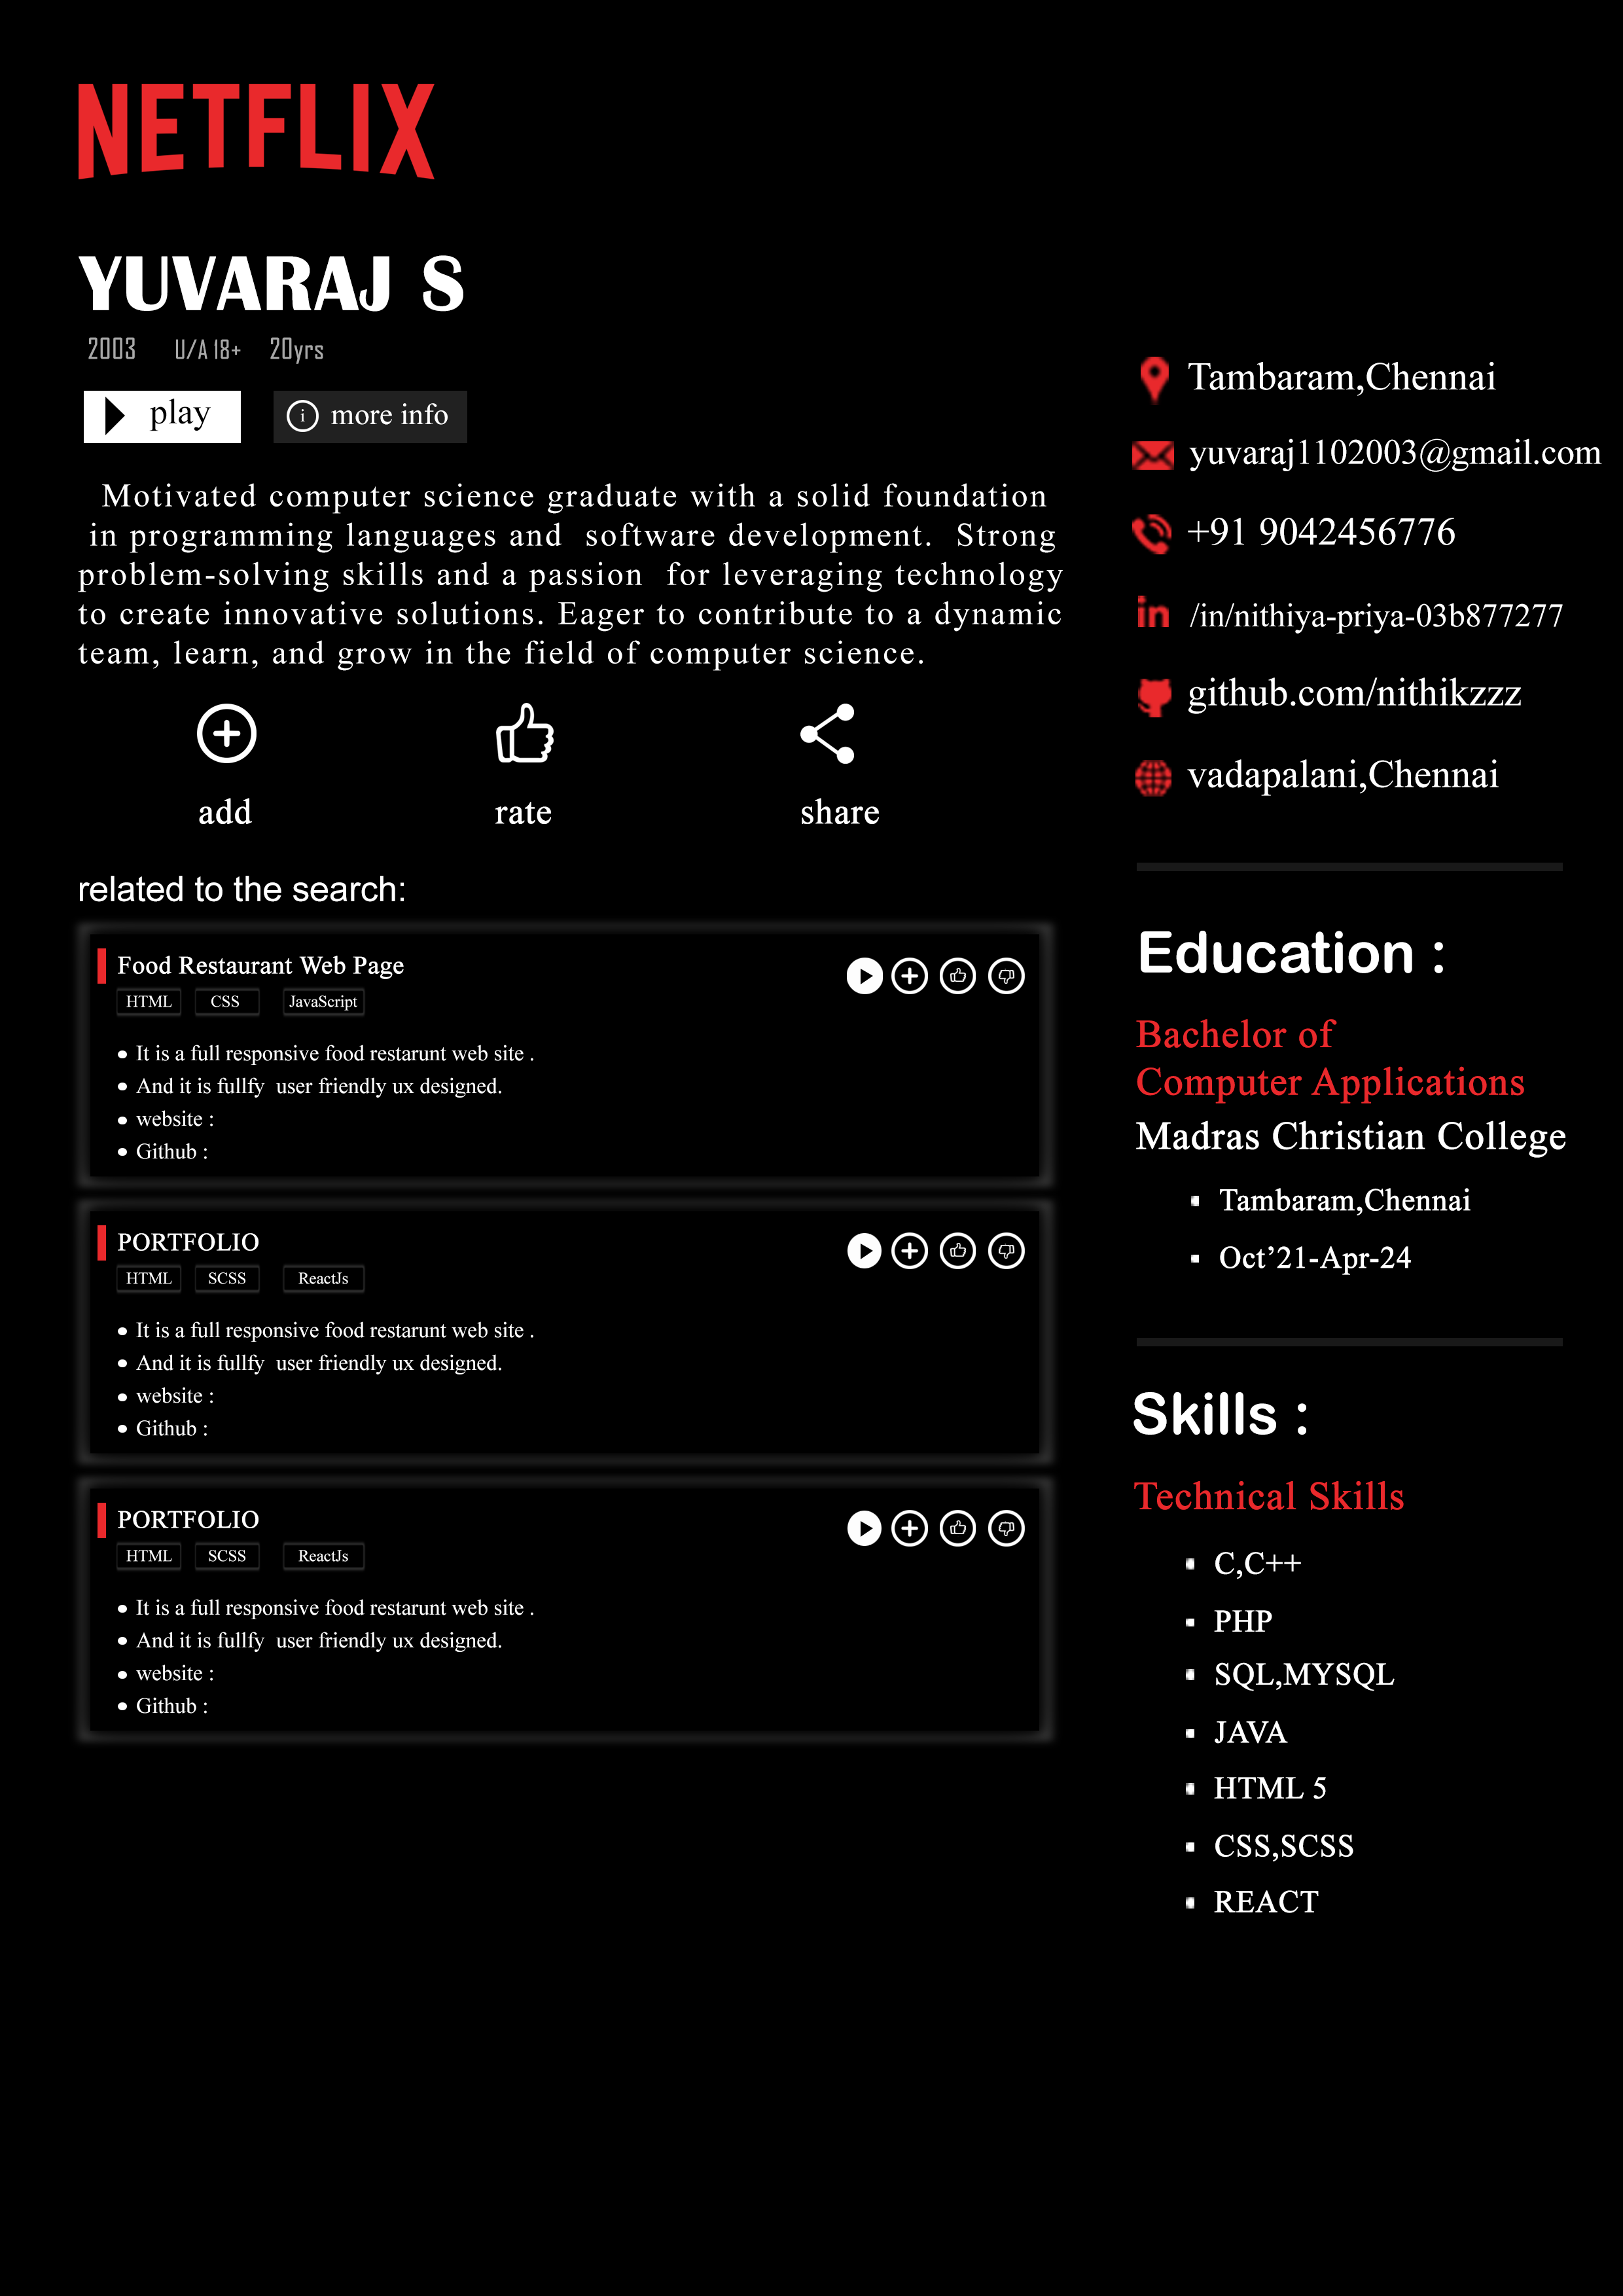 NETFLIX
YUVARAJ S
2003 U/A 18+ 20yrs
play
i more info
Motivated computer science graduate with a solid foundation
in programming languages and software development. Strong
problem-solving skills and a passion for leveraging technology
to create innovative solutions. Eager to contribute to a dynamic
team, learn, and grow in the field of computer science.
add rate share
related to the search:
Food Restaurant Web Page
HTML CSS JavaScript
• It is a full responsive food restarunt web site .
• And it is fullfy user friendly ux designed.
• website :
• Github :
PORTFOLIO
HTML SCSS ReactJs
• It is a full responsive food restarunt web site .
• And it is fullfy user friendly ux designed.
• website :
• Github :
PORTFOLIO
HTML SCSS ReactJs
• It is a full responsive food restarunt web site .
• And it is fullfy user friendly ux designed.
• website :
• Github :
Tambaram,Chennai
yuvaraj1102003@gmail.com
+91 9042456776
in /in/nithiya-priya-03b877277
github.com/nithikzzz
vadapalani,Chennai
Education :
Bachelor of
Computer Applications
Madras Christian College
▪ Tambaram,Chennai
▪ Oct’21-Apr-24
Skills :
Technical Skills
▪ C,C++
▪ PHP
▪ SQL,MYSQL
▪ JAVA
▪ HTML 5
▪ CSS,SCSS
▪ REACT